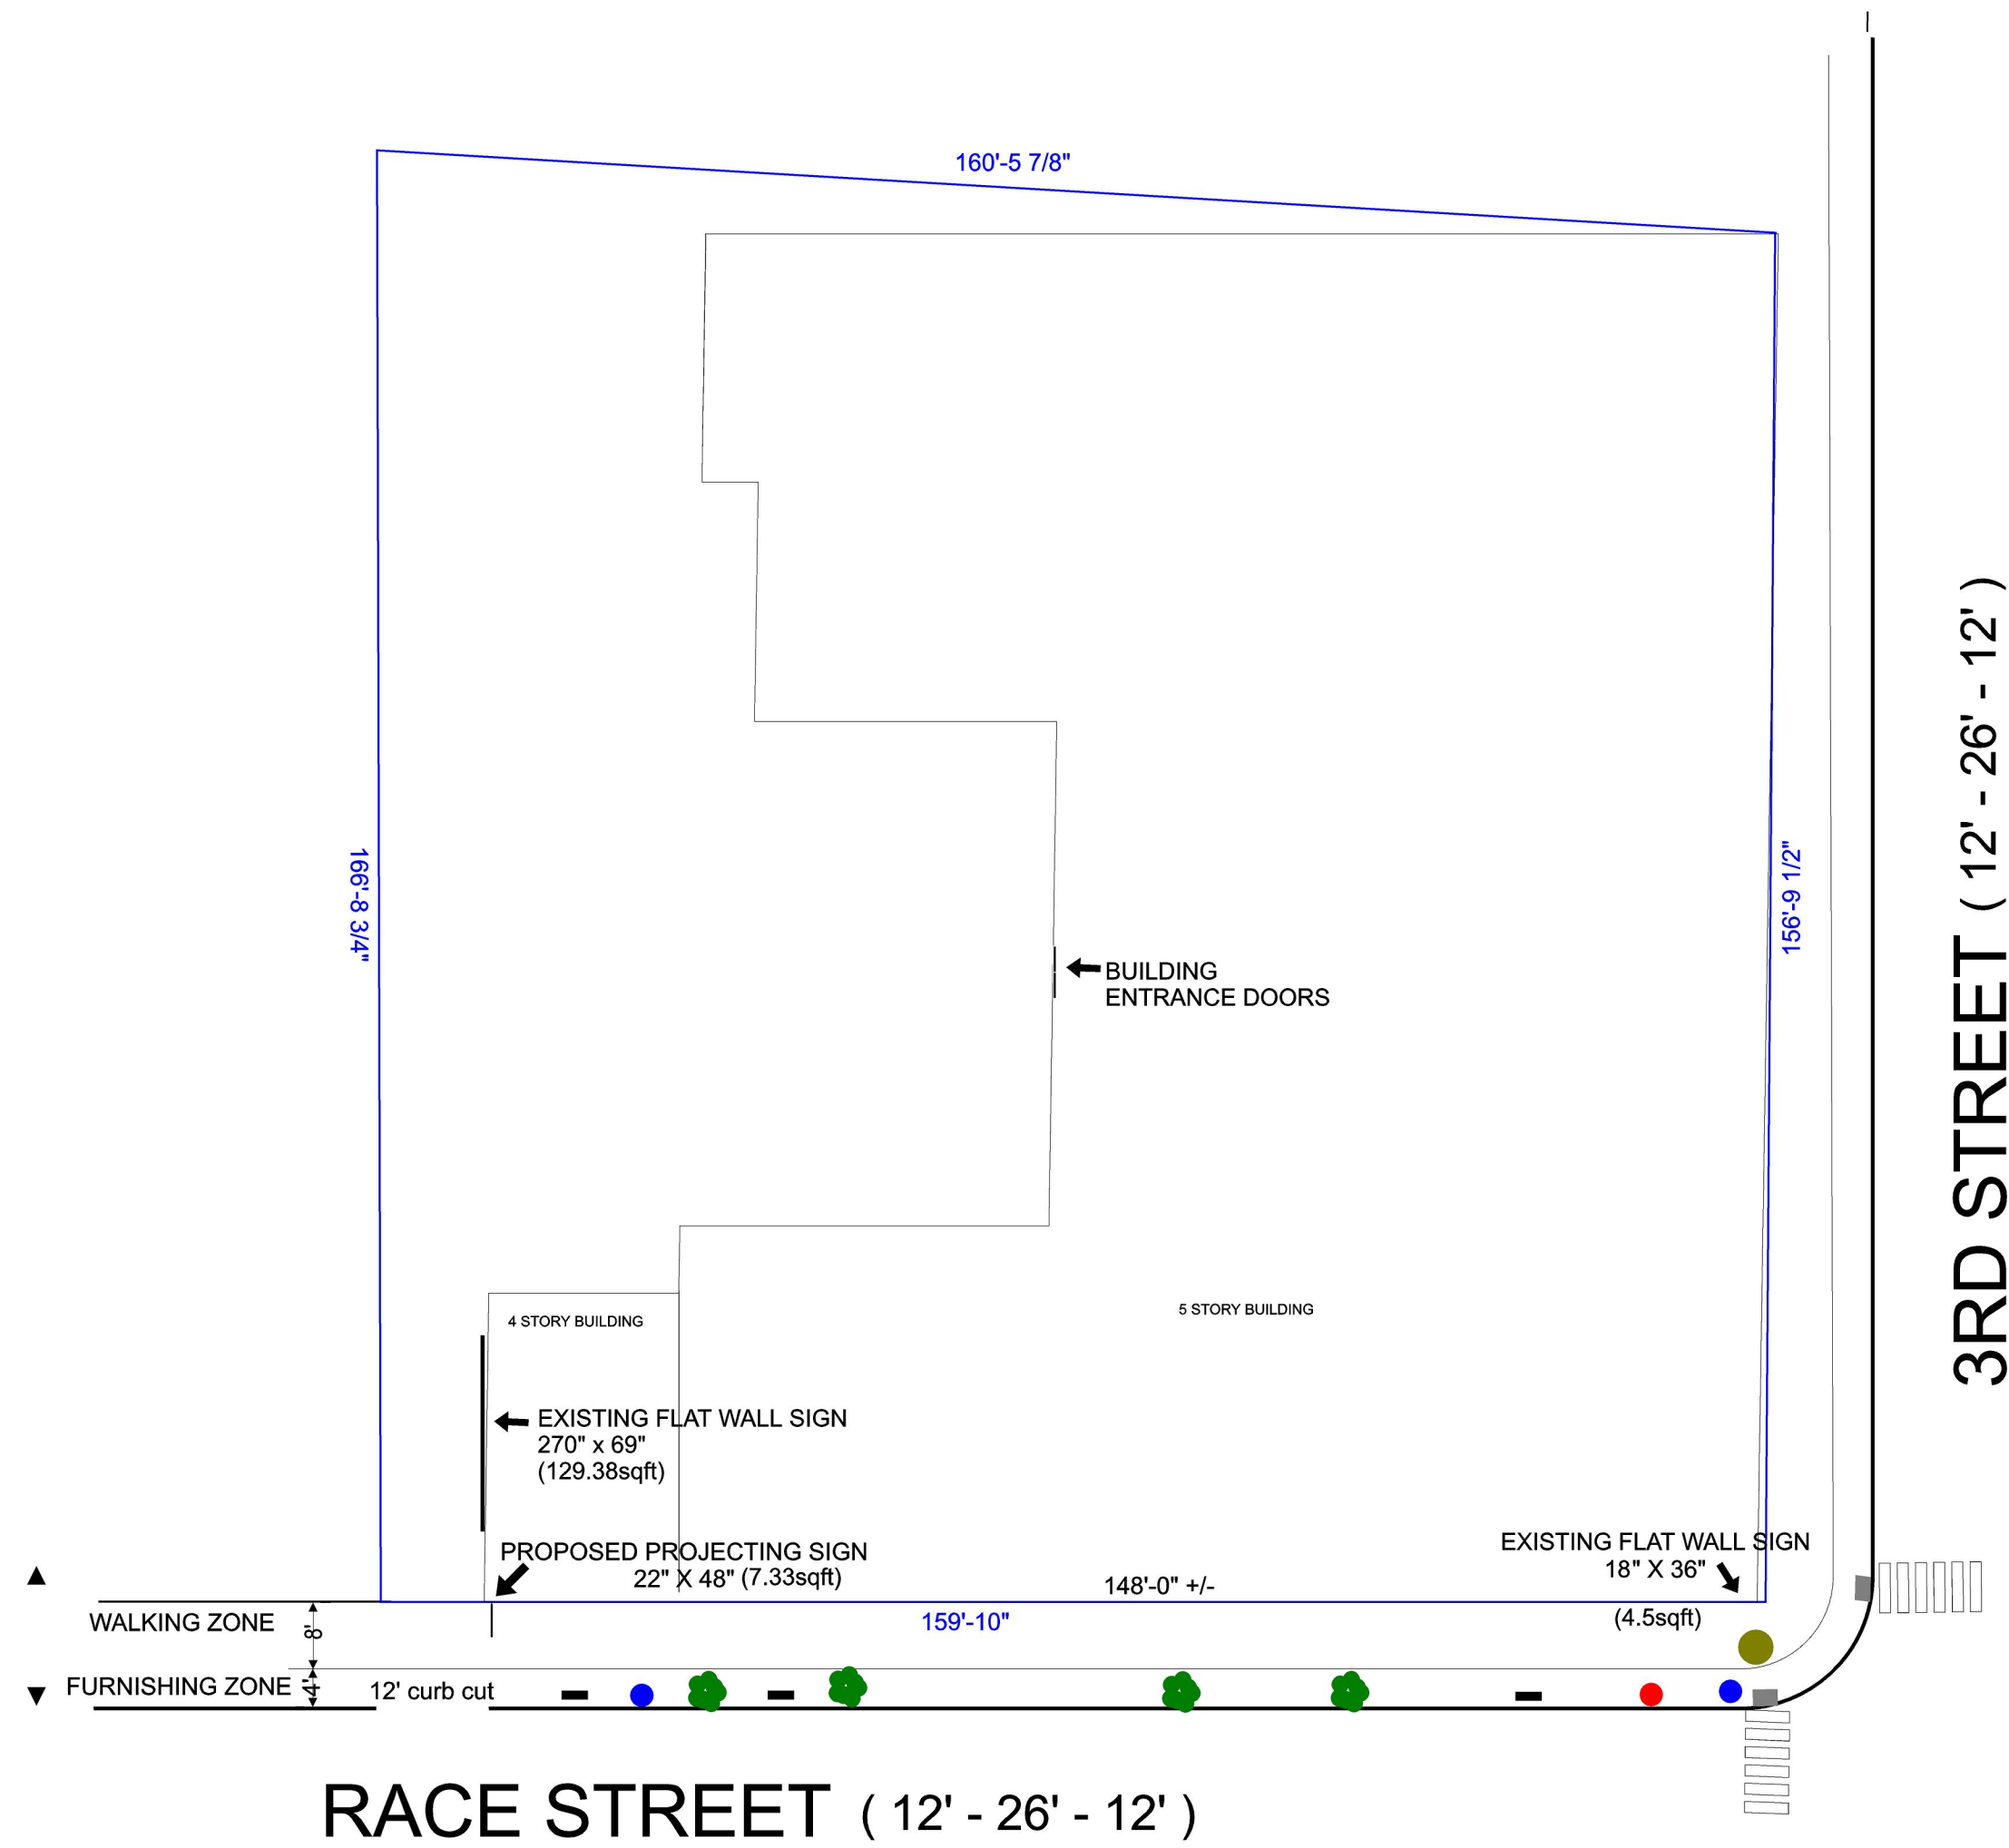 160'-5 7/8"
166'-8 3/4"
156'-9 1/2"
3RD STREET ( 12' - 26' - 12' )
BUILDING
ENTRANCE DOORS
4 STORY BUILDING
5 STORY BUILDING
EXISTING FLAT WALL SIGN
270" x 69"
(129.38sqft)
PROPOSED PROJECTING SIGN
22" X 48" (7.33sqft)
EXISTING FLAT WALL SIGN
18" X 36"
(4.5sqft)
148'-0" +/-
159'-10"
WALKING ZONE
8'
FURNISHING ZONE
4'
12' curb cut
RACE STREET ( 12' - 26' - 12' )